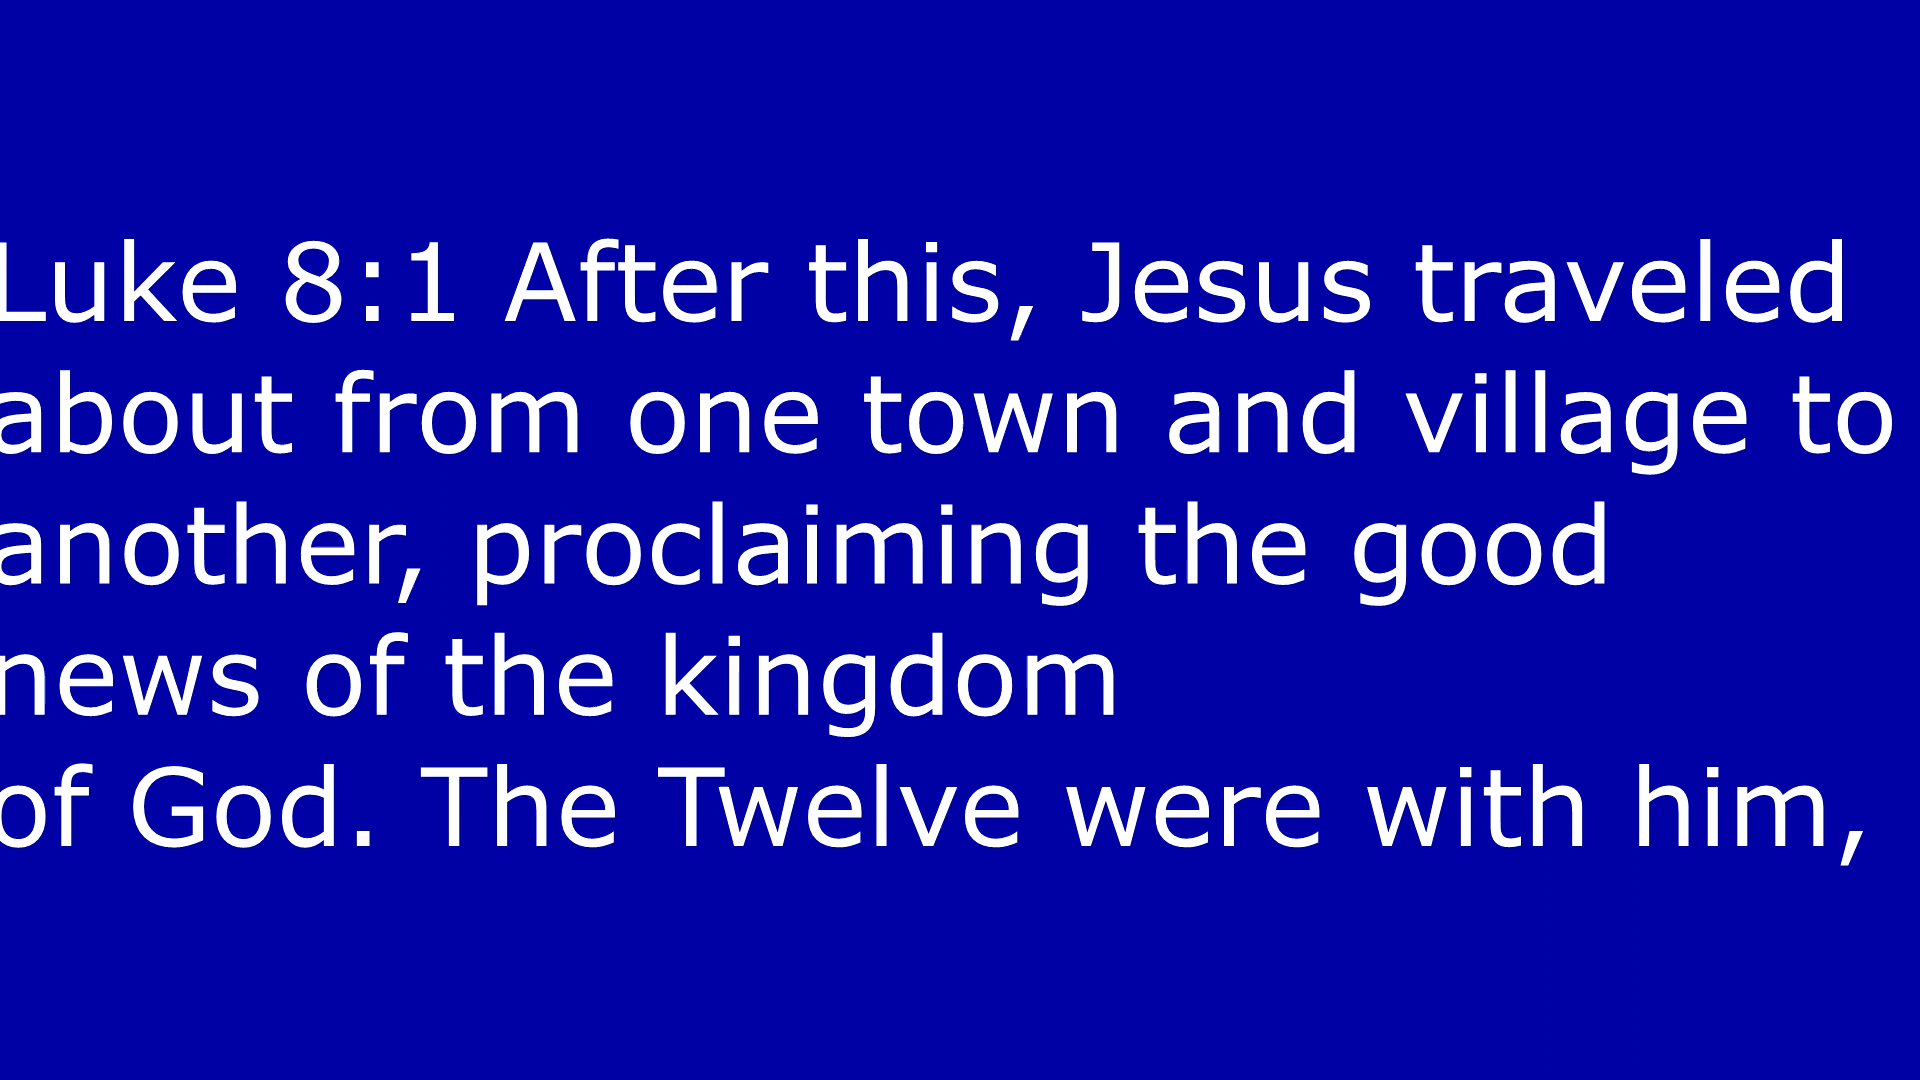 Luke 8:1 After this, Jesus traveled
about from one town and village to
another, proclaiming the good
news of the kingdom
of God. The Twelve were with him,